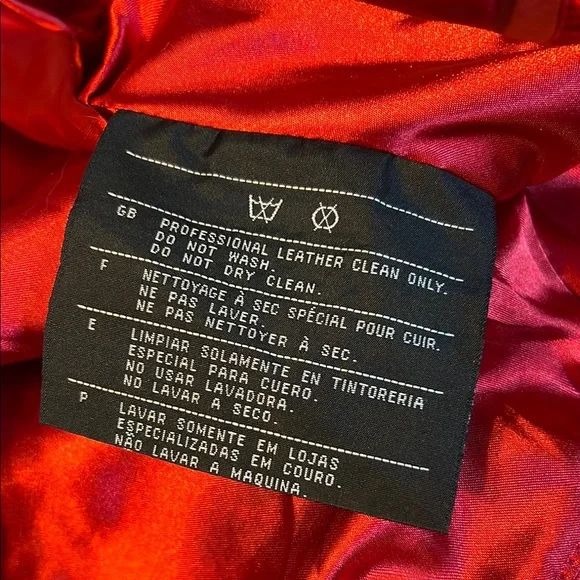 GB PROFESSIONAL LEATHER CLEAN ONLY.
DO NOT WASH.
DO NOT DRY CLEAN.
F NETTOYAGE À SEC SPÉCIAL POUR CUIR.
NE PAS LAVER.
NE PAS NETTOYER À SEC.
E LIMPIAR SOLAMENTE EN TINTORERIA
ESPECIAL PARA CUERO.
NO USAR LAVADORA.
NO LAVAR A SECO.
P LAVAR SOMENTE EM LOJAS
ESPECIALIZADAS EM COURO.
NÃO LAVAR A MAQUINA.